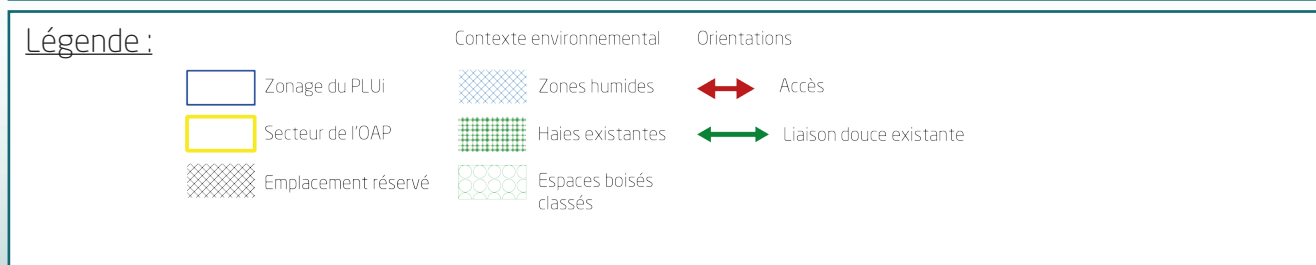 Légende :
Zonage du PLUi
Secteur de l'OAP
Emplacement réservé
Contexte environnemental
Zones humides
Haies existantes
Espaces boisés
classés
Orientations
Accès
Liaison douce existante